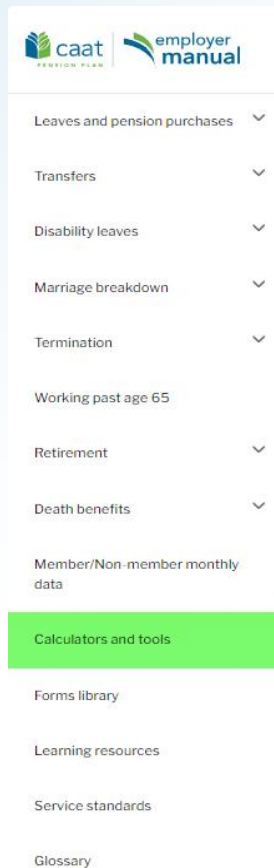 caat
PENSION PLAN
employer
manual
Leaves and pension purchases
Transfers
Disability leaves
Marriage breakdown
Termination
Working past age 65
Retirement
Death benefits
Member/Non-member monthly
data
Calculators and tools
Forms library
Learning resources
Service standards
Glossary